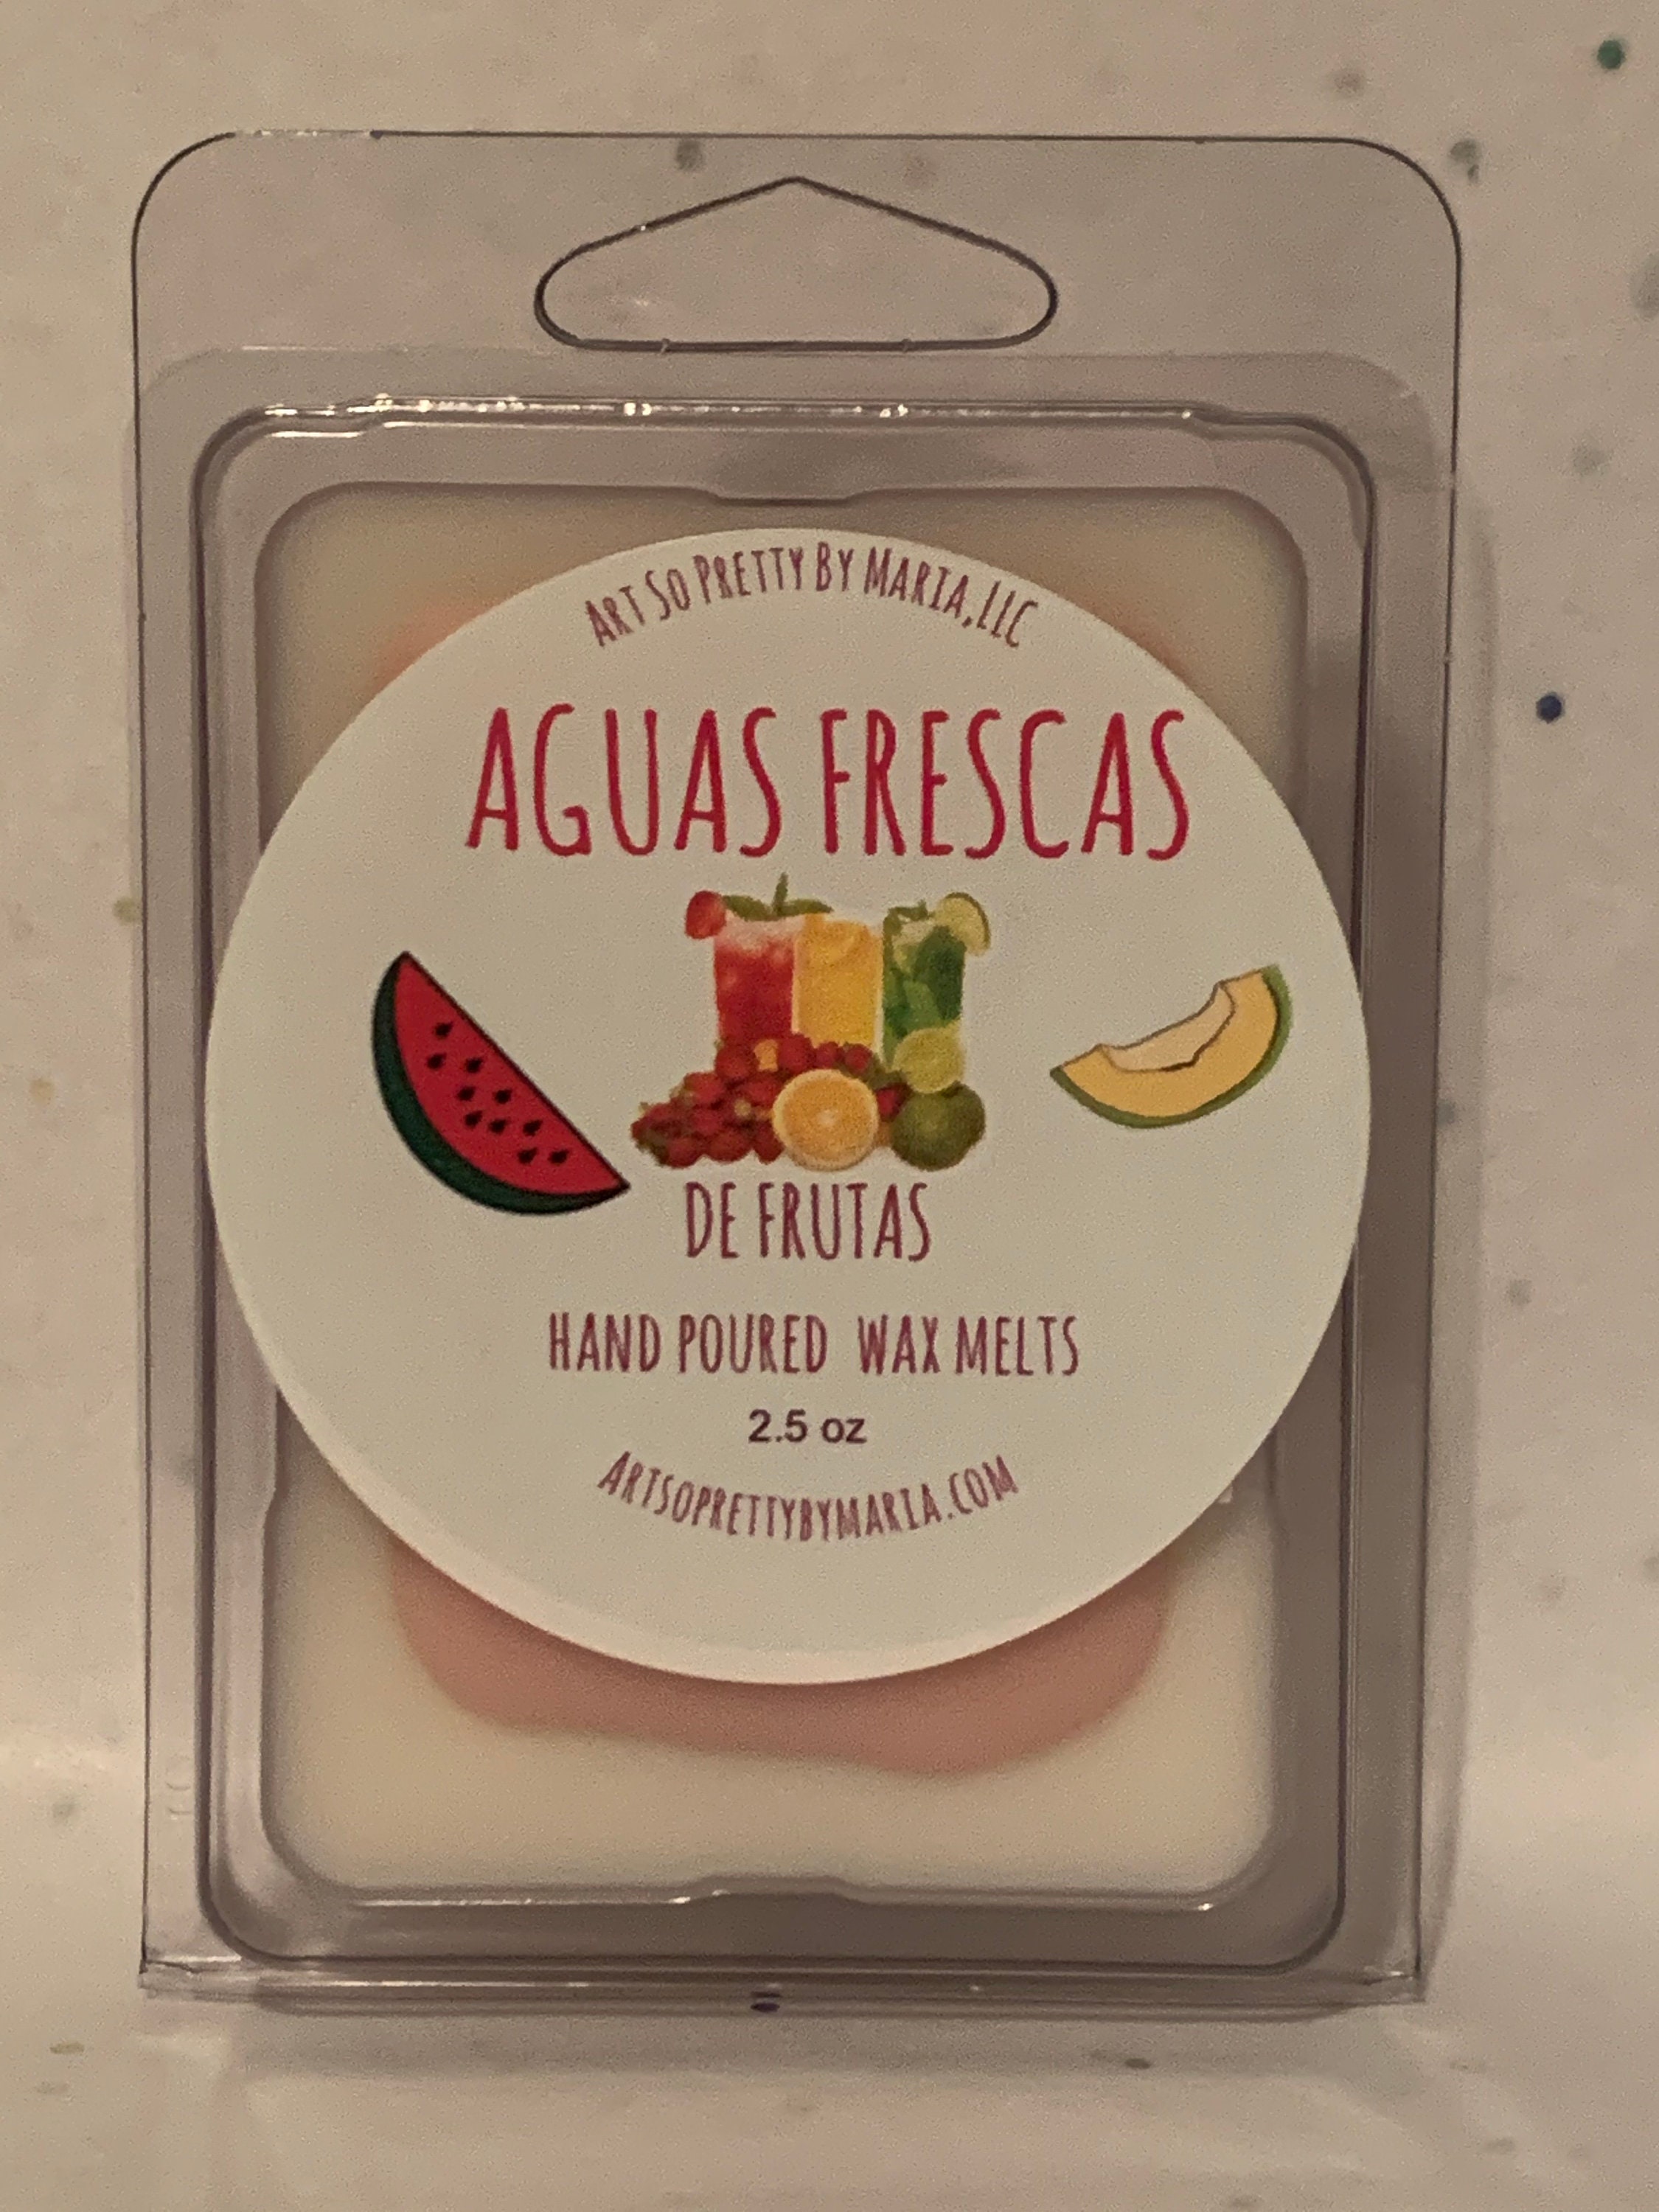 Art So Pretty By Maria, LLC
AGUAS FRESCAS
DE FRUTAS
HAND POURED WAX MELTS
2.5 oz
Artsoprettybymaria.com